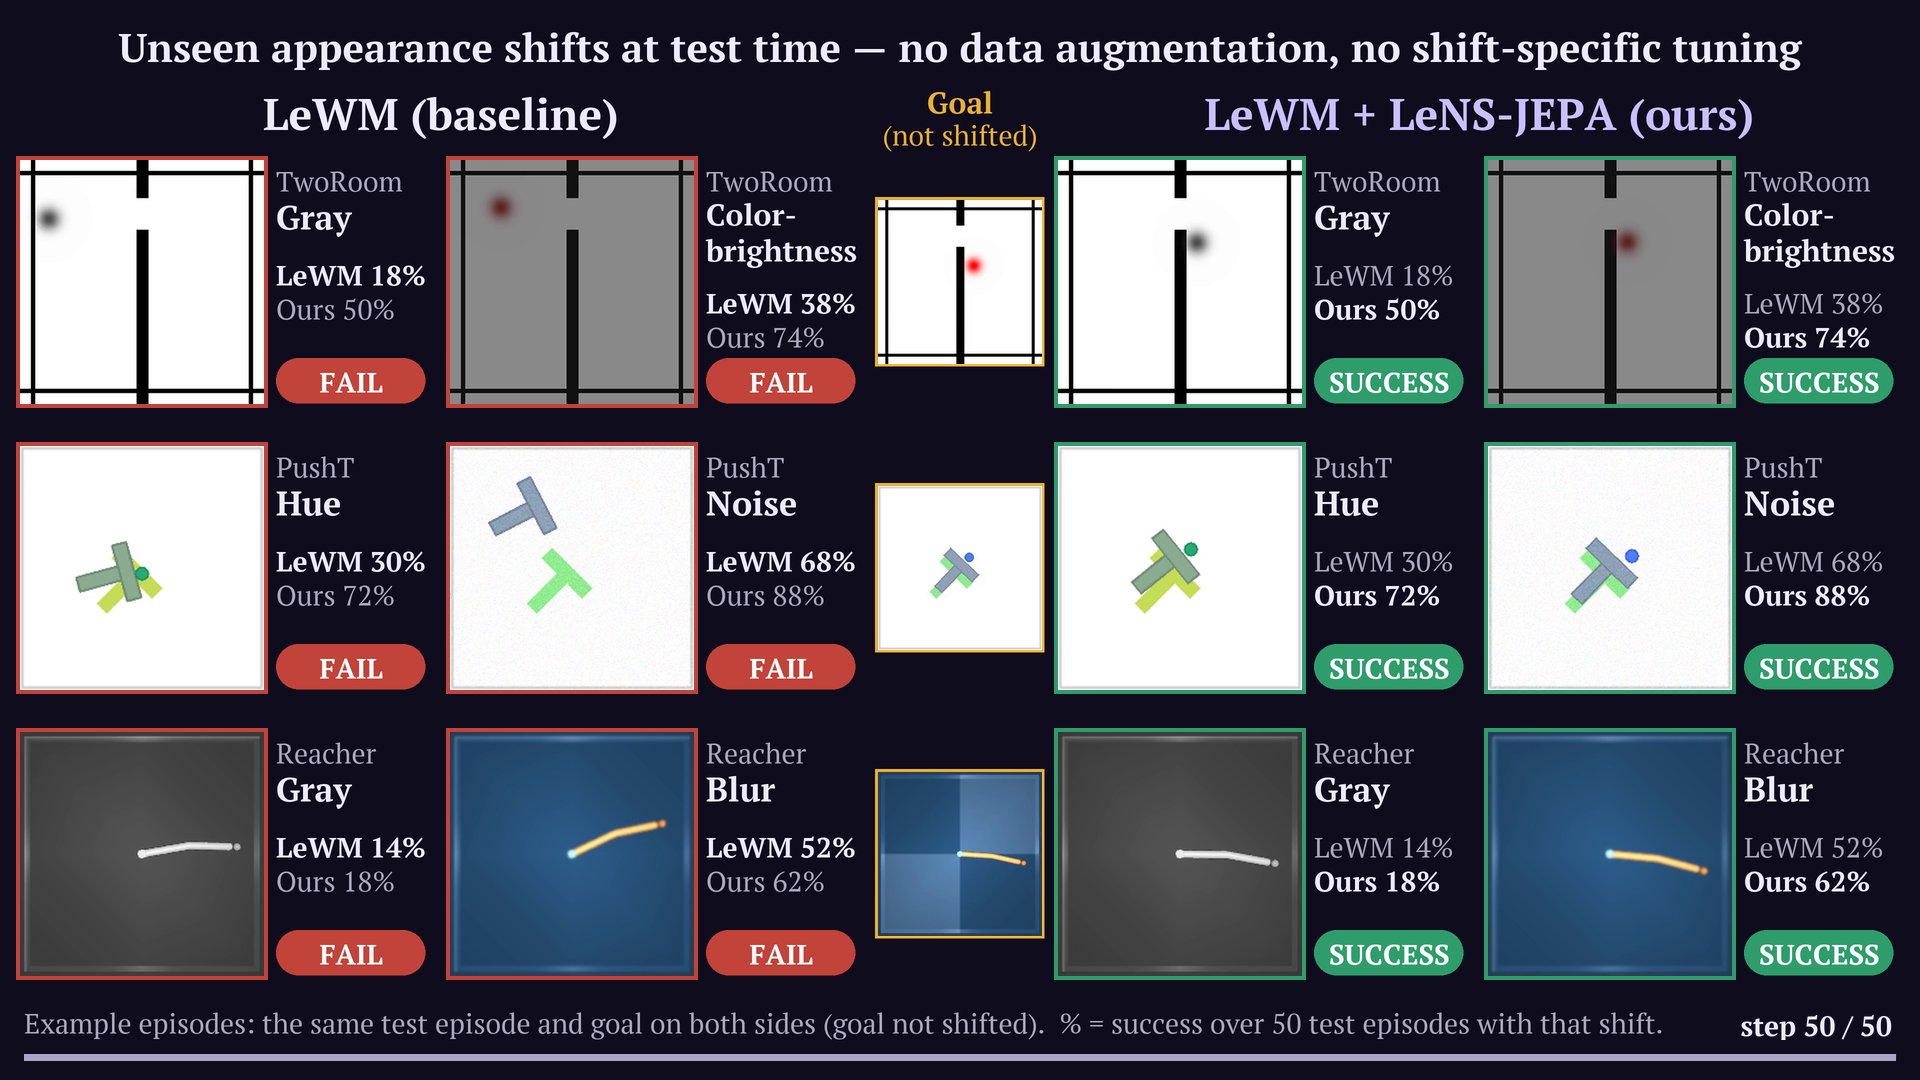 Unseen appearance shifts at test time — no data augmentation, no shift-specific tuning
LeWM (baseline)
Goal
(not shifted)
LeWM + LeNS-JEPA (ours)
TwoRoom
Gray
LeWM 18%
Ours 50%
FAIL
TwoRoom
Color-
brightness
LeWM 38%
Ours 74%
FAIL
TwoRoom
Gray
LeWM 18%
Ours 50%
SUCCESS
TwoRoom
Color-
brightness
LeWM 38%
Ours 74%
SUCCESS
PushT
Hue
LeWM 30%
Ours 72%
FAIL
PushT
Noise
LeWM 68%
Ours 88%
FAIL
PushT
Hue
LeWM 30%
Ours 72%
SUCCESS
PushT
Noise
LeWM 68%
Ours 88%
SUCCESS
Reacher
Gray
LeWM 14%
Ours 18%
FAIL
Reacher
Blur
LeWM 52%
Ours 62%
FAIL
Reacher
Gray
LeWM 14%
Ours 18%
SUCCESS
Reacher
Blur
LeWM 52%
Ours 62%
SUCCESS
Example episodes: the same test episode and goal on both sides (goal not shifted).  % = success over 50 test episodes with that shift.
step 50 / 50